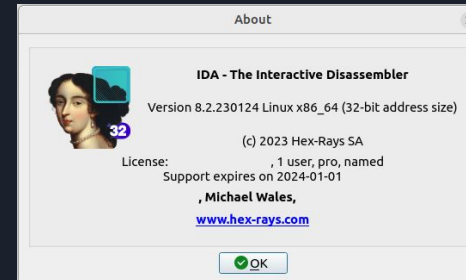 About
IDA - The Interactive Disassembler
32
Version 8.2.230124 Linux x86_64 (32-bit address size)
(c) 2023 Hex-Rays SA
License: , 1 user, pro, named
Support expires on 2024-01-01
, Michael Wales,
www.hex-rays.com
OK